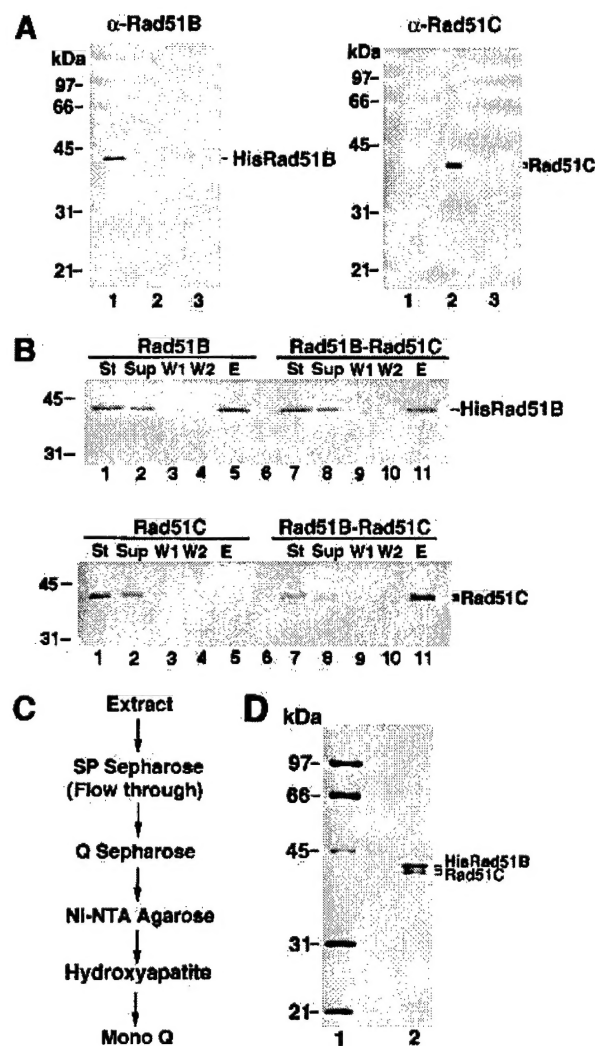 A
α-Rad51B
α-Rad51C
kDa
97-
66-
45-
31-
21-
- HisRad51B
1 2 3
kDa
97-
66-
45-
31-
21-
Rad51C
1 2 3
B
Rad51B Rad51B-Rad51C
St Sup W1 W2 E St Sup W1 W2 E
45-
31-
-HisRad51B
1 2 3 4 5 6 7 8 9 10 11
Rad51C Rad51B-Rad51C
St Sup W1 W2 E St Sup W1 W2 E
45-
31-
Rad51C
1 2 3 4 5 6 7 8 9 10 11
C
Extract
SP Sepharose
(Flow through)
Q Sepharose
NI-NTA Agarose
Hydroxyapatite
Mono Q
D
kDa
97-
66-
45-
31-
21-
HisRad51B
Rad51C
1 2